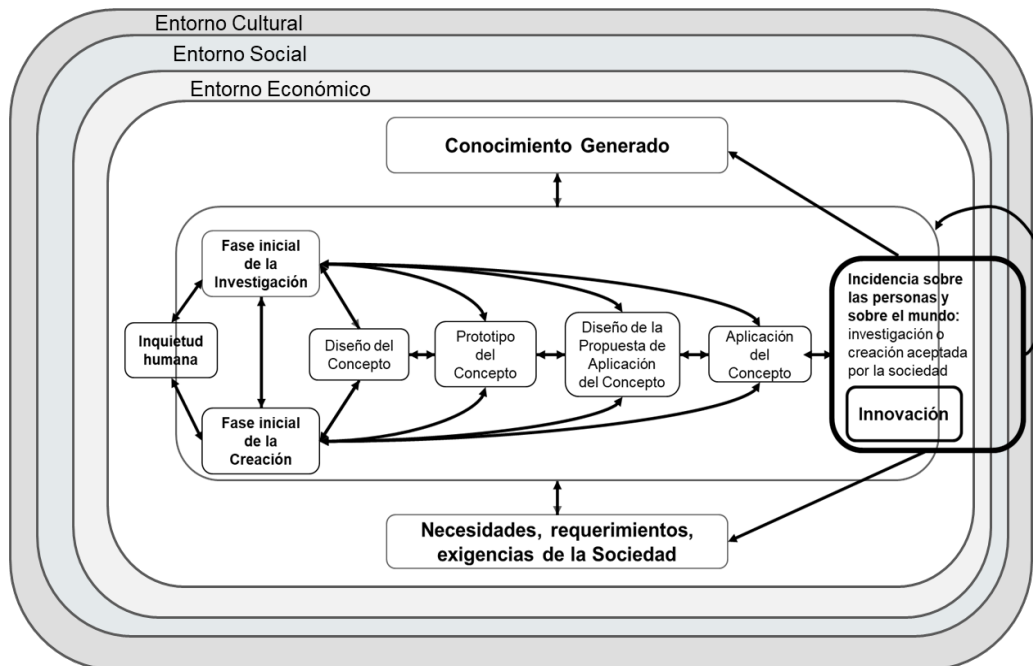 Entorno Cultural
Entorno Social
Entorno Económico
Conocimiento Generado
Fase inicial
de la
Investigación
Inquietud
humana
Fase inicial
de la
Creación
Diseño del
Concepto
Prototipo
del
Concepto
Diseño de la
Propuesta de
Aplicación
del Concepto
Aplicación
del
Concepto
Incidencia sobre
las personas y
sobre el mundo:
investigación o
creación aceptada
por la sociedad
Innovación
Necesidades, requerimientos,
exigencias de la Sociedad